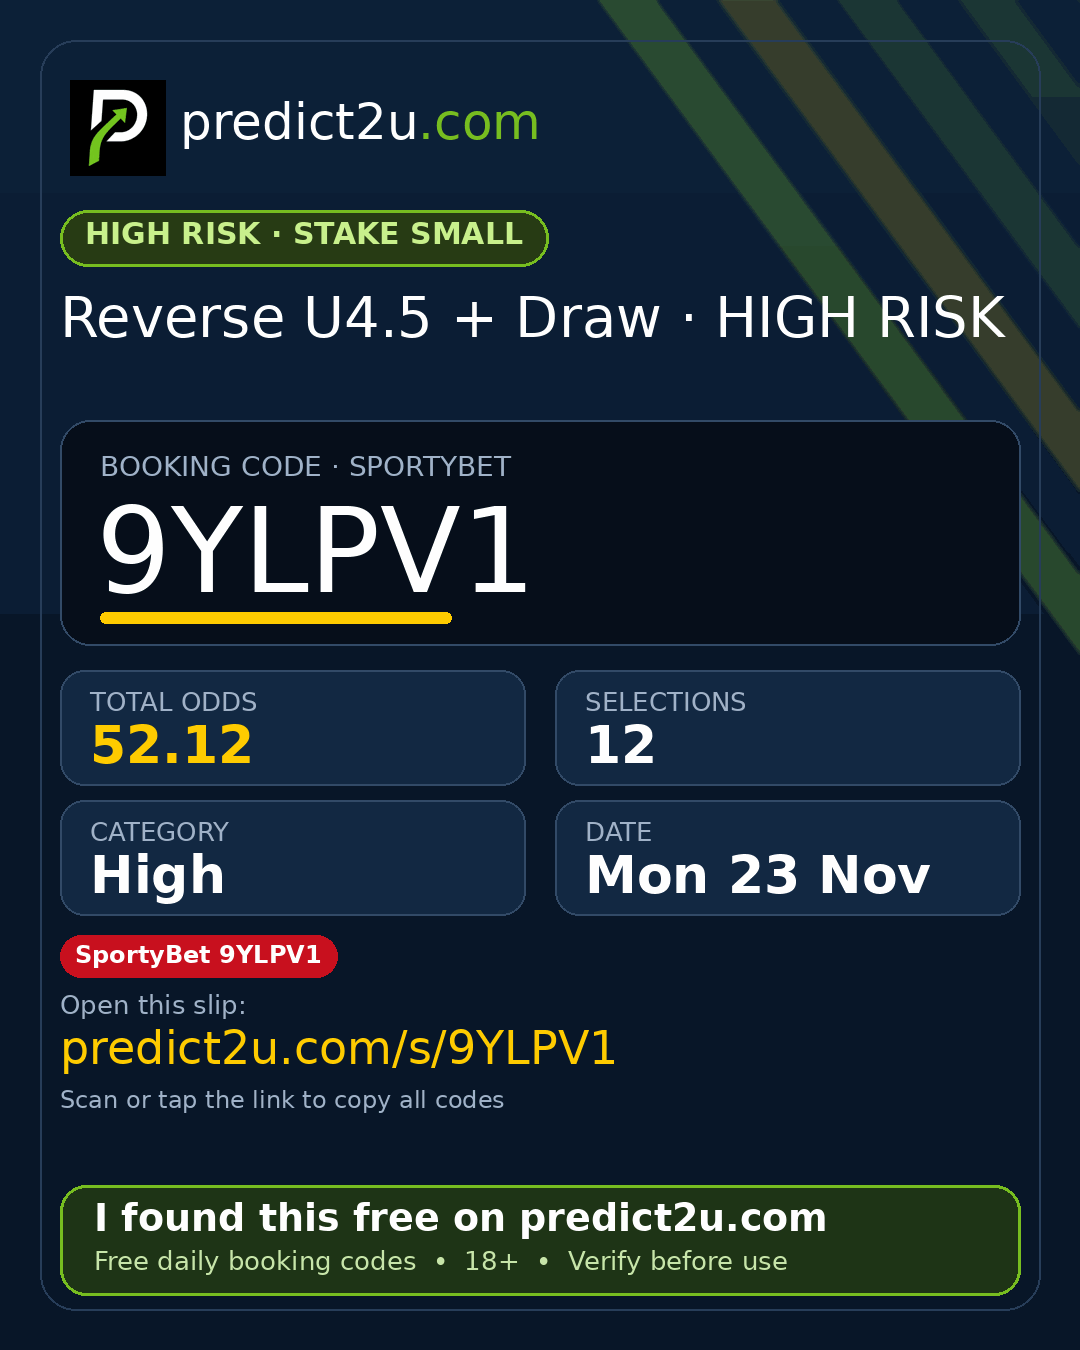 predict2u.com
HIGH RISK · STAKE SMALL
Reverse U4.5 + Draw · HIGH RISK
BOOKING CODE · SPORTYBET
9YLPV1
TOTAL ODDS
52.12
SELECTIONS
12
CATEGORY
High
DATE
Mon 23 Nov
SportyBet 9YLPV1
Open this slip:
predict2u.com/s/9YLPV1
Scan or tap the link to copy all codes
I found this free on predict2u.com
Free daily booking codes • 18+ • Verify before use